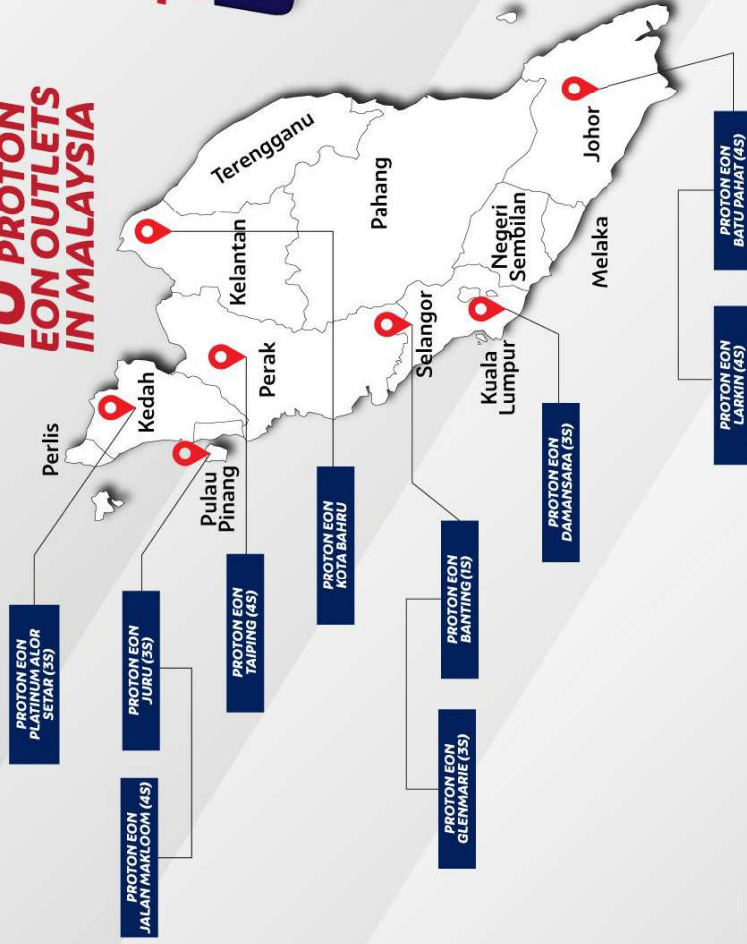 10 PROTON
EON OUTLETS
IN MALAYSIA
Perlis
Kedah
Pulau
Pinang
Perak
Kelantan
Terengganu
Pahang
Selangor
Kuala
Lumpur
Negeri
Sembilan
Melaka
Johor
PROTON EON
PLATINUM ALOR
SETAR (3S)
PROTON EON
JALAN MAKLOOM (4S)
PROTON EON
JURU (3S)
PROTON EON
TAIPING (4S)
PROTON EON
KOTA BAHRU
PROTON EON
GLENMARIE (3S)
PROTON EON
BANTING (1S)
PROTON EON
DAMANSARA (3S)
PROTON EON
LARKIN (4S)
PROTON EON
BATU PAHAT (4S)